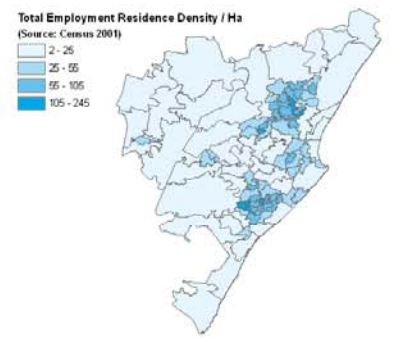 Total Employment Residence Density / Ha
(Source: Census 2001)
2 - 25
25 - 55
55 - 105
105 - 245